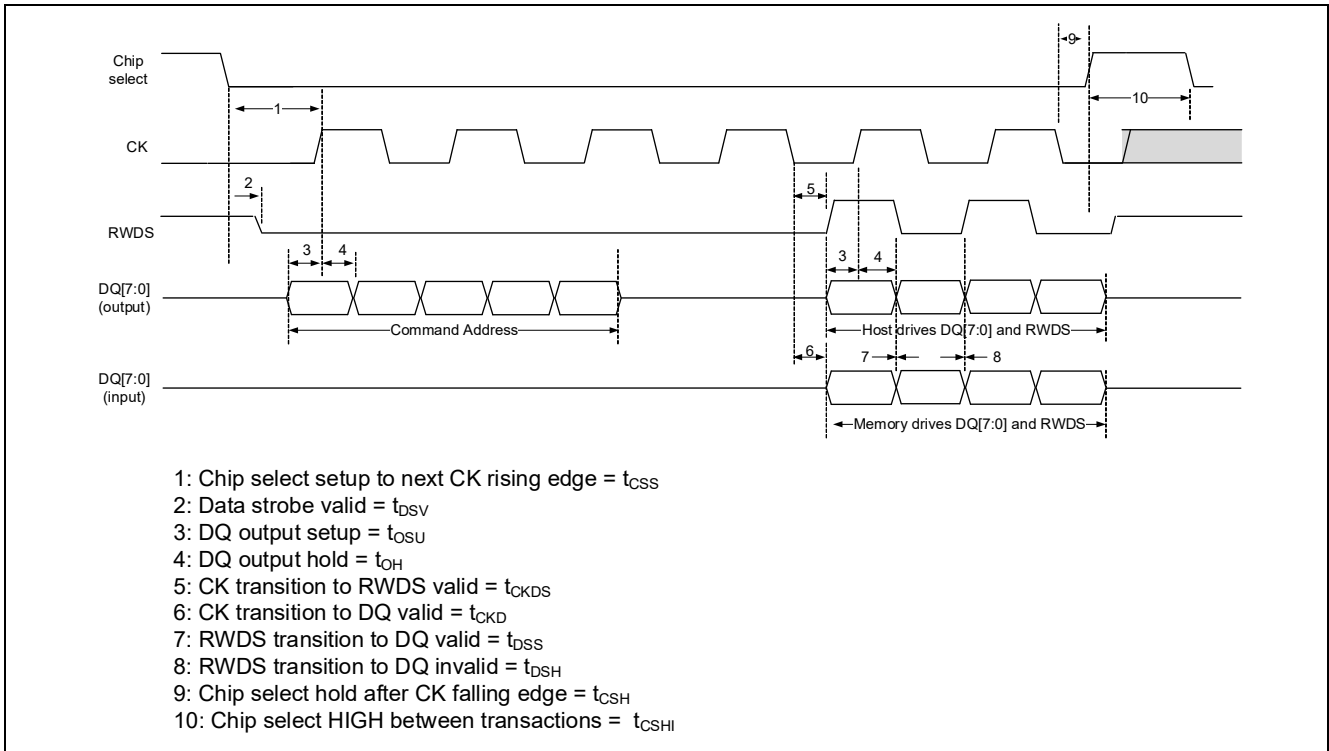 9
Chip
select
10
1
CK
2
5
RWDS
3 4
3 4
DQ[7:0]
(output)
Command Address
Host drives DQ[7:0] and RWDS
6
7
8
DQ[7:0]
(input)
Memory drives DQ[7:0] and RWDS
1: Chip select setup to next CK rising edge = tCSS
2: Data strobe valid = tDSV
3: DQ output setup = tOSU
4: DQ output hold = tOH
5: CK transition to RWDS valid = tCKDS
6: CK transition to DQ valid = tCKD
7: RWDS transition to DQ valid = tDSS
8: RWDS transition to DQ invalid = tDSH
9: Chip select hold after CK falling edge = tCSH
10: Chip select HIGH between transactions = tCSHI